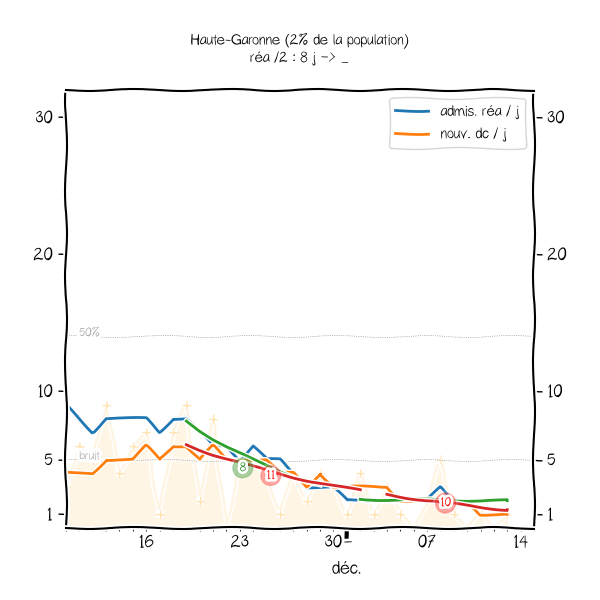 Haute-Garonne (2% de la population)
réa /2 : 8 j -> _
admis. réa / j
nouv. dc / j
30 30
20 20
50%
10 10
bruit
5 5
8
11
10
1 1
16 23 30 07 14
déc.